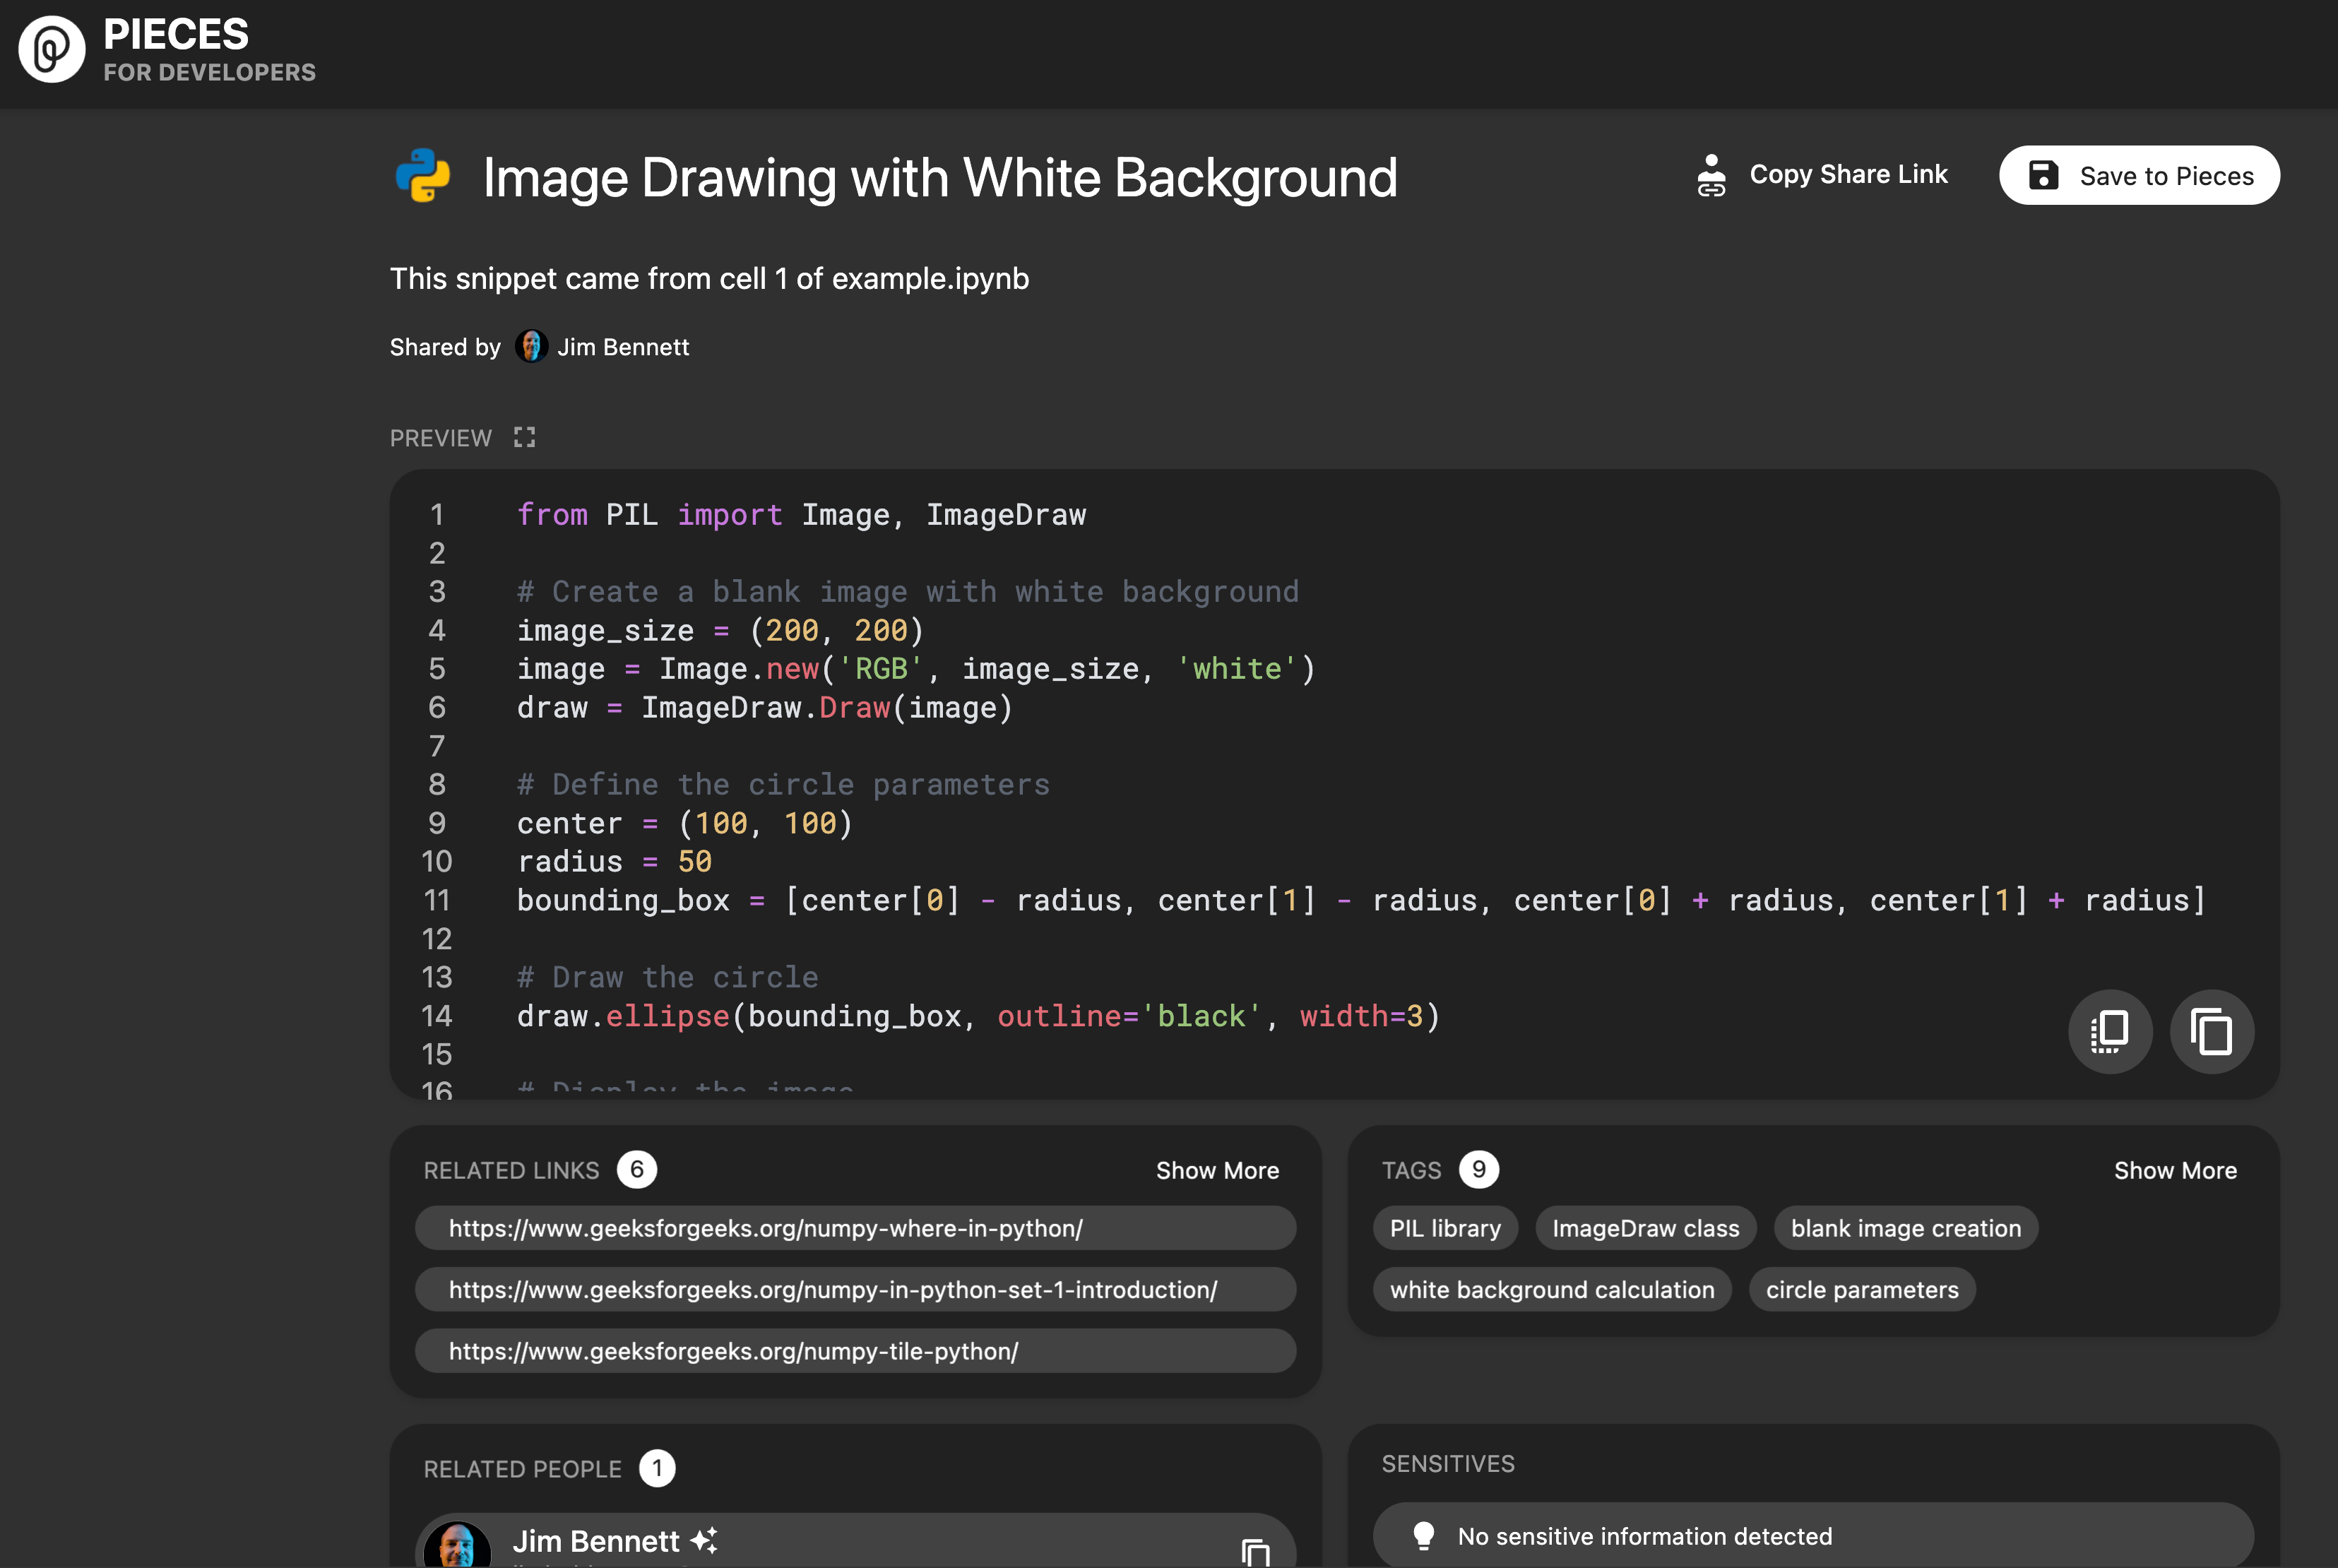 PIECES
FOR DEVELOPERS
Image Drawing with White Background
Copy Share Link
Save to Pieces
This snippet came from cell 1 of example.ipynb
Shared by Jim Bennett
PREVIEW
1 from PIL import Image, ImageDraw
2
3 # Create a blank image with white background
4 image_size = (200, 200)
5 image = Image.new('RGB', image_size, 'white')
6 draw = ImageDraw.Draw(image)
7
8 # Define the circle parameters
9 center = (100, 100)
10 radius = 50
11 bounding_box = [center[0] - radius, center[1] - radius, center[0] + radius, center[1] + radius]
12
13 # Draw the circle
14 draw.ellipse(bounding_box, outline='black', width=3)
15
16 # Display the image
RELATED LINKS 6
Show More
https://www.geeksforgeeks.org/numpy-where-in-python/
https://www.geeksforgeeks.org/numpy-in-python-set-1-introduction/
https://www.geeksforgeeks.org/numpy-tile-python/
TAGS 9
Show More
PIL library
ImageDraw class
blank image creation
white background calculation
circle parameters
RELATED PEOPLE 1
Jim Bennett
SENSITIVES
No sensitive information detected